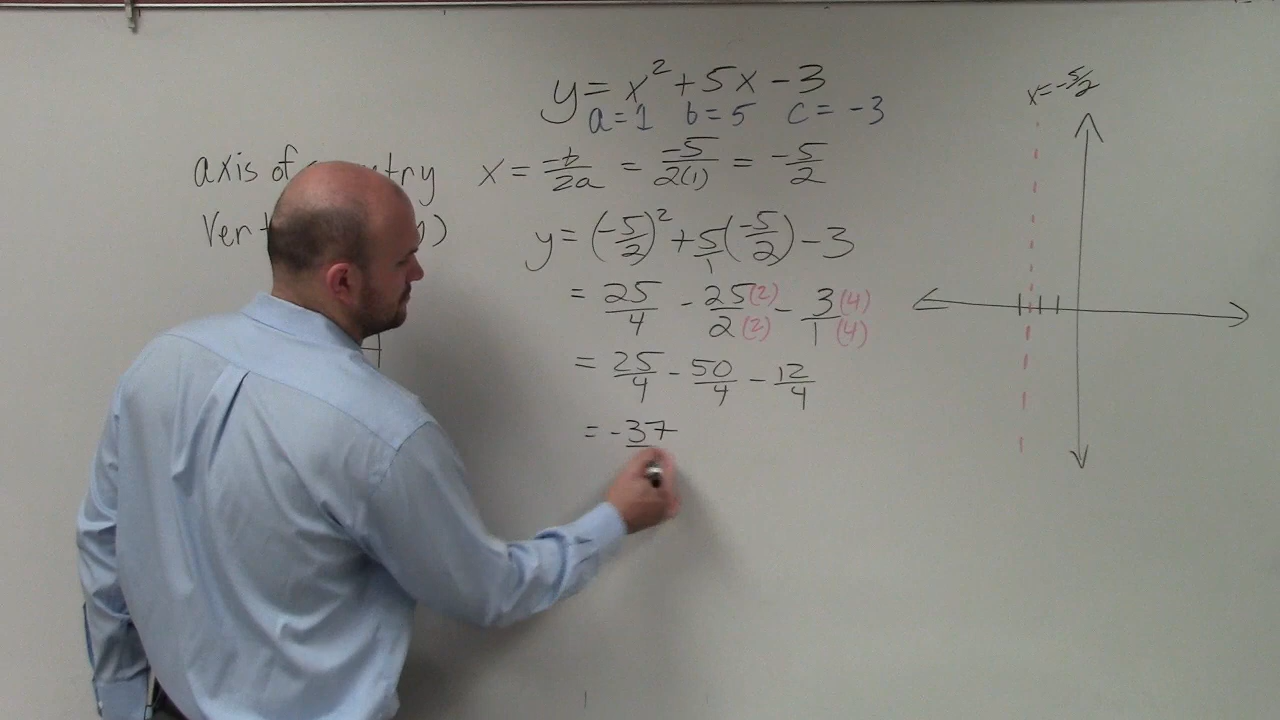 y = x² + 5x - 3
a = 1 b = 5 c = -3
axis of x = -b/2a = -5/2(1) = -5/2
y = (-5/2)² + 5/1(-5/2) - 3
= 25/4 - 25(2)/2(2) - 3(4)/1(4)
= 25/4 - 50/4 - 12/4
= -37
x = -5/2